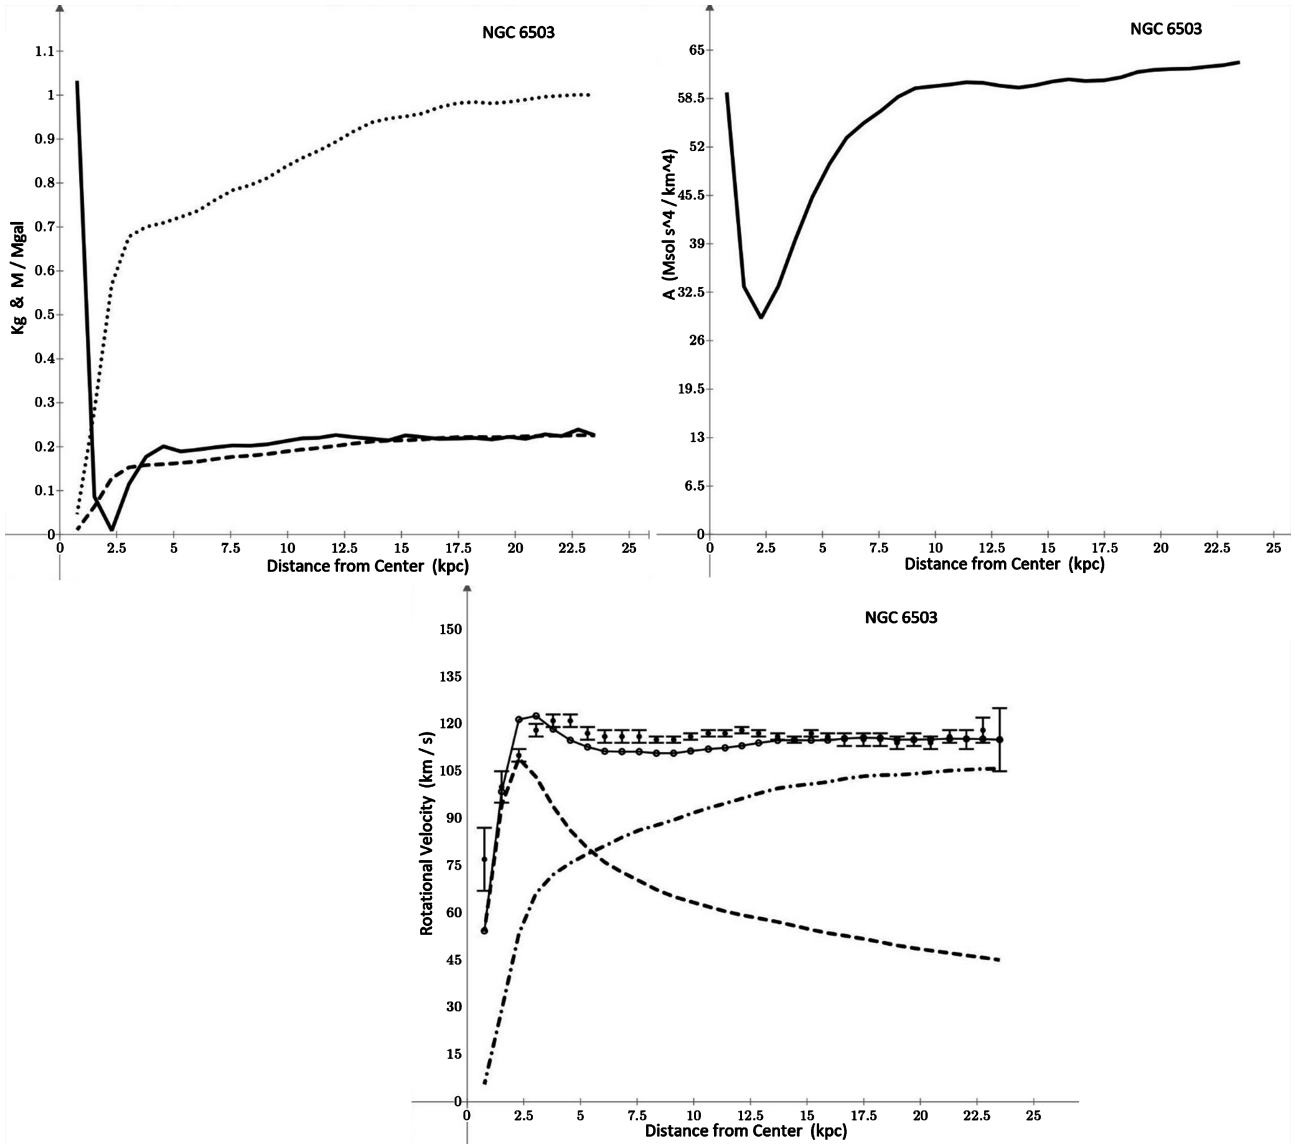 NGC 6503
1.1
1
0.9
0.8
0.7
0.6
0.5
0.4
0.3
0.2
0.1
0
Kg & M / Mgal
0 2.5 5 7.5 10 12.5 15 17.5 20 22.5 25
Distance from Center (kpc)
NGC 6503
65
58.5
52
45.5
39
32.5
26
19.5
13
6.5
0
A (Msol s^4 / km^4)
0 2.5 5 7.5 10 12.5 15 17.5 20 22.5 25
Distance from Center (kpc)
NGC 6503
150
135
120
105
90
75
60
45
30
15
0
Rotational Velocity (km / s)
0 2.5 5 7.5 10 12.5 15 17.5 20 22.5 25
Distance from Center (kpc)